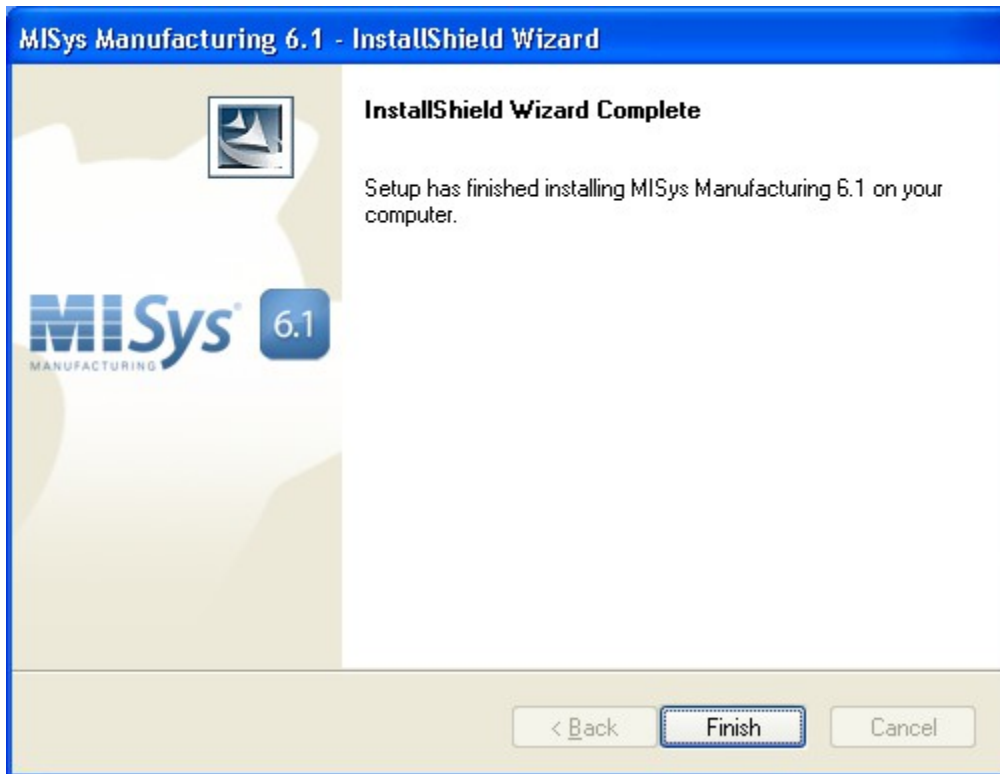 MISys Manufacturing 6.1 - InstallShield Wizard
InstallShield Wizard Complete
Setup has finished installing MISys Manufacturing 6.1 on your
computer.
MISys® 6.1
MANUFACTURING
< Back Finish Cancel